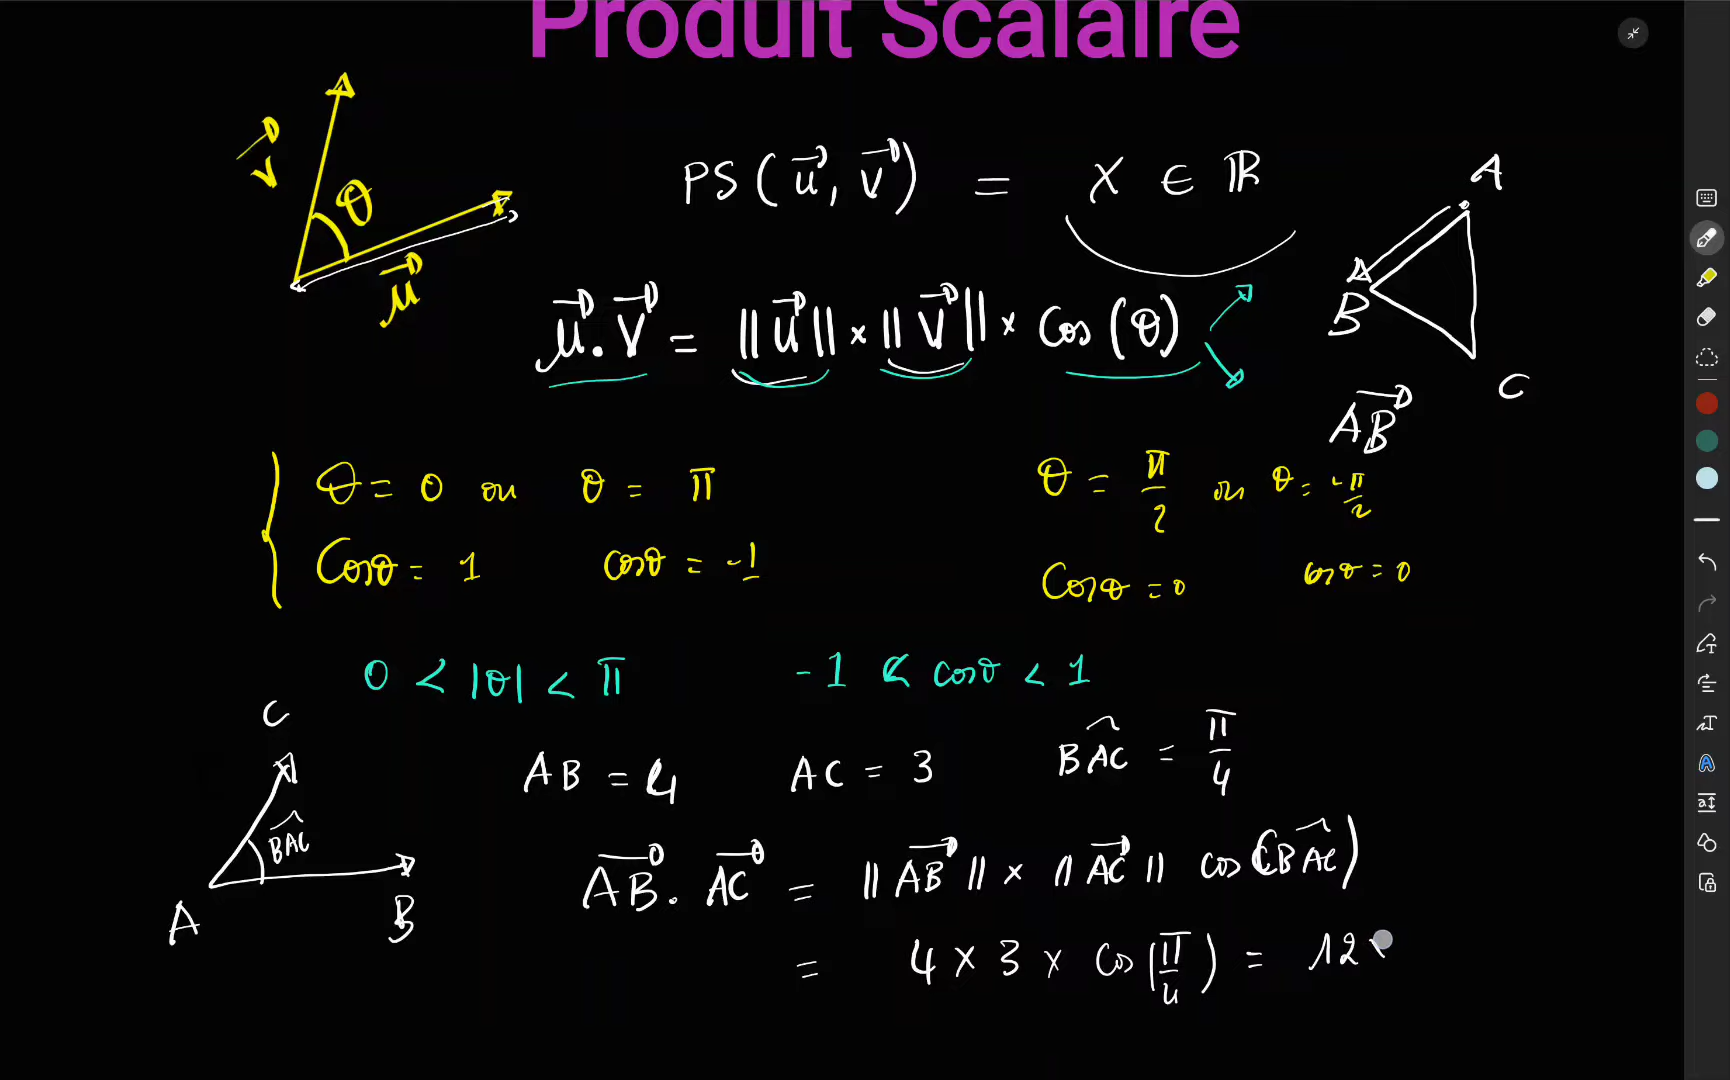 Produit Scalaire
v⃗
θ
u⃗
PS(u⃗, v⃗) = x ∈ ℝ
A
B
C
u⃗.v⃗ = ||u⃗|| × ||v⃗|| × Cos(θ)
AB⃗
θ = 0 ou θ = π
θ = π/2 ou θ = -π/2
Cosθ = 1 cosθ = -1
Cosθ = 0 cosθ = 0
0 < |θ| < π -1 < cosθ < 1
C
BAC
A
B
AB = 4 AC = 3 BAC = π/4
AB⃗. AC⃗ = ||AB⃗|| × ||AC⃗|| cos(BAC)
= 4 × 3 × Cos(π/4) = 12